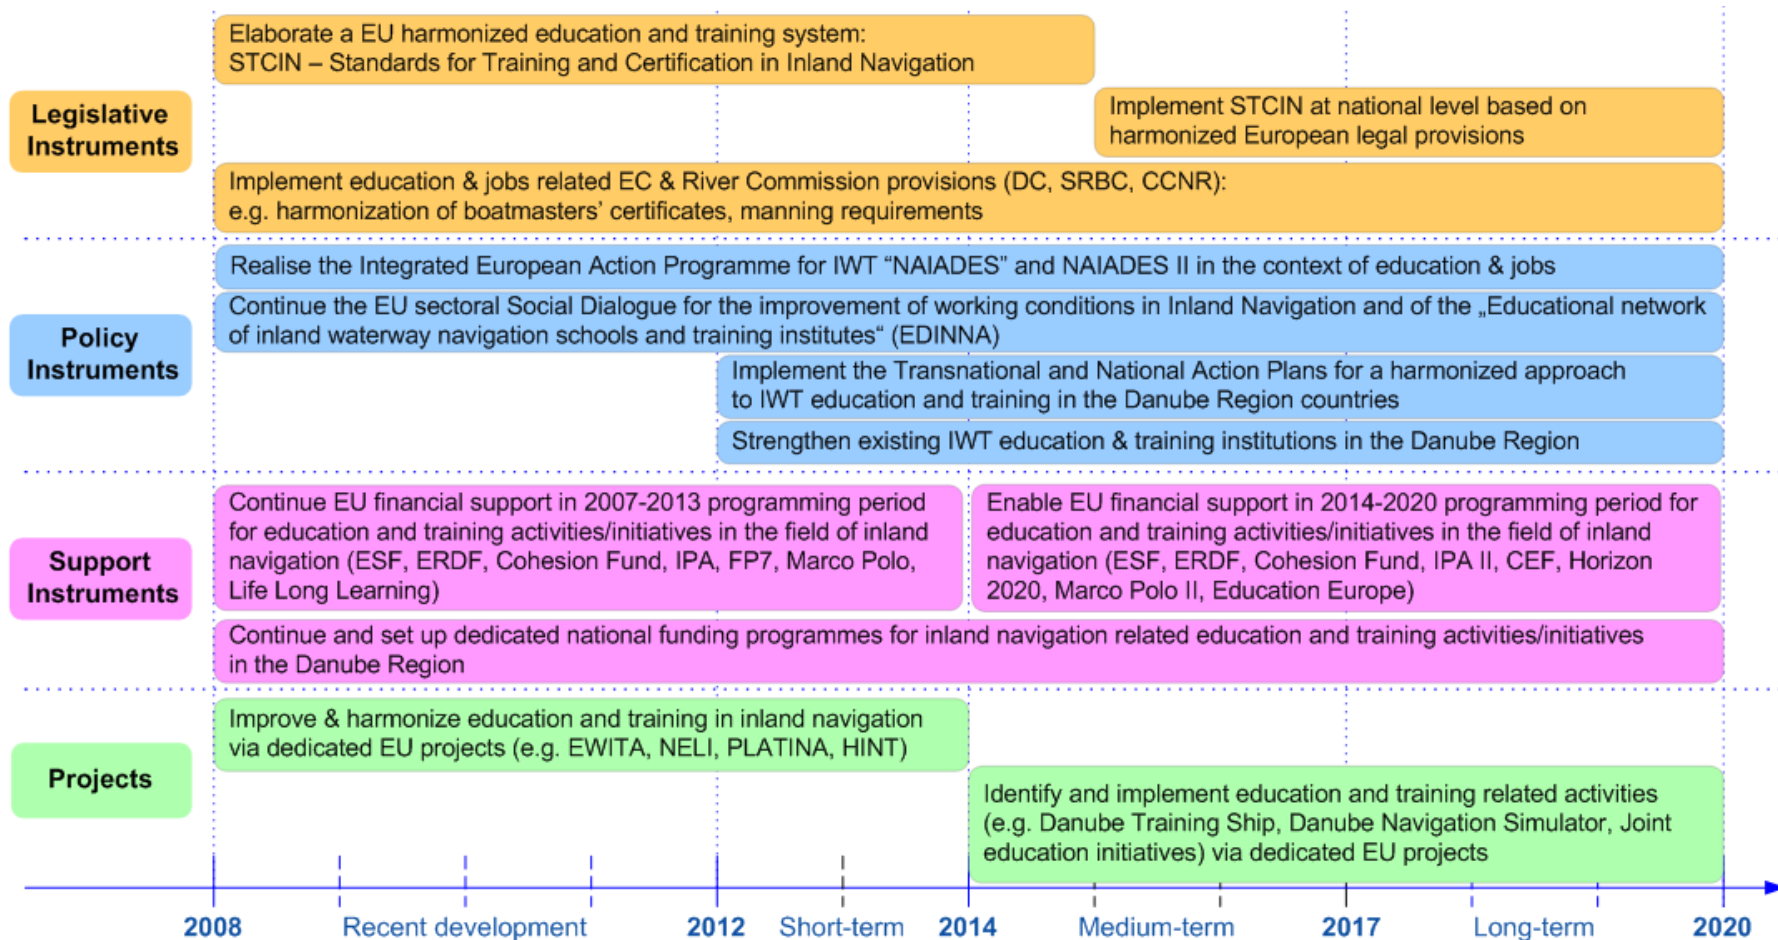 Elaborate a EU harmonized education and training system:
STCIN – Standards for Training and Certification in Inland Navigation
Legislative
Instruments
Implement STCIN at national level based on
harmonized European legal provisions
Implement education & jobs related EC & River Commission provisions (DC, SRBC, CCNR):
e.g. harmonization of boatmasters’ certificates, manning requirements
Policy
Instruments
Realise the Integrated European Action Programme for IWT “NAIADES” and NAIADES II in the context of education & jobs
Continue the EU sectoral Social Dialogue for the improvement of working conditions in Inland Navigation and of the „Educational network
of inland waterway navigation schools and training institutes“ (EDINNA)
Implement the Transnational and National Action Plans for a harmonized approach
to IWT education and training in the Danube Region countries
Strengthen existing IWT education & training institutions in the Danube Region
Support
Instruments
Continue EU financial support in 2007-2013 programming period
for education and training activities/initiatives in the field of inland
navigation (ESF, ERDF, Cohesion Fund, IPA, FP7, Marco Polo,
Life Long Learning)
Enable EU financial support in 2014-2020 programming period for
education and training activities/initiatives in the field of inland
navigation (ESF, ERDF, Cohesion Fund, IPA II, CEF, Horizon
2020, Marco Polo II, Education Europe)
Continue and set up dedicated national funding programmes for inland navigation related education and training activities/initiatives
in the Danube Region
Projects
Improve & harmonize education and training in inland navigation
via dedicated EU projects (e.g. EWITA, NELI, PLATINA, HINT)
Identify and implement education and training related activities
(e.g. Danube Training Ship, Danube Navigation Simulator, Joint
education initiatives) via dedicated EU projects
2008 Recent development 2012 Short-term 2014 Medium-term 2017 Long-term 2020